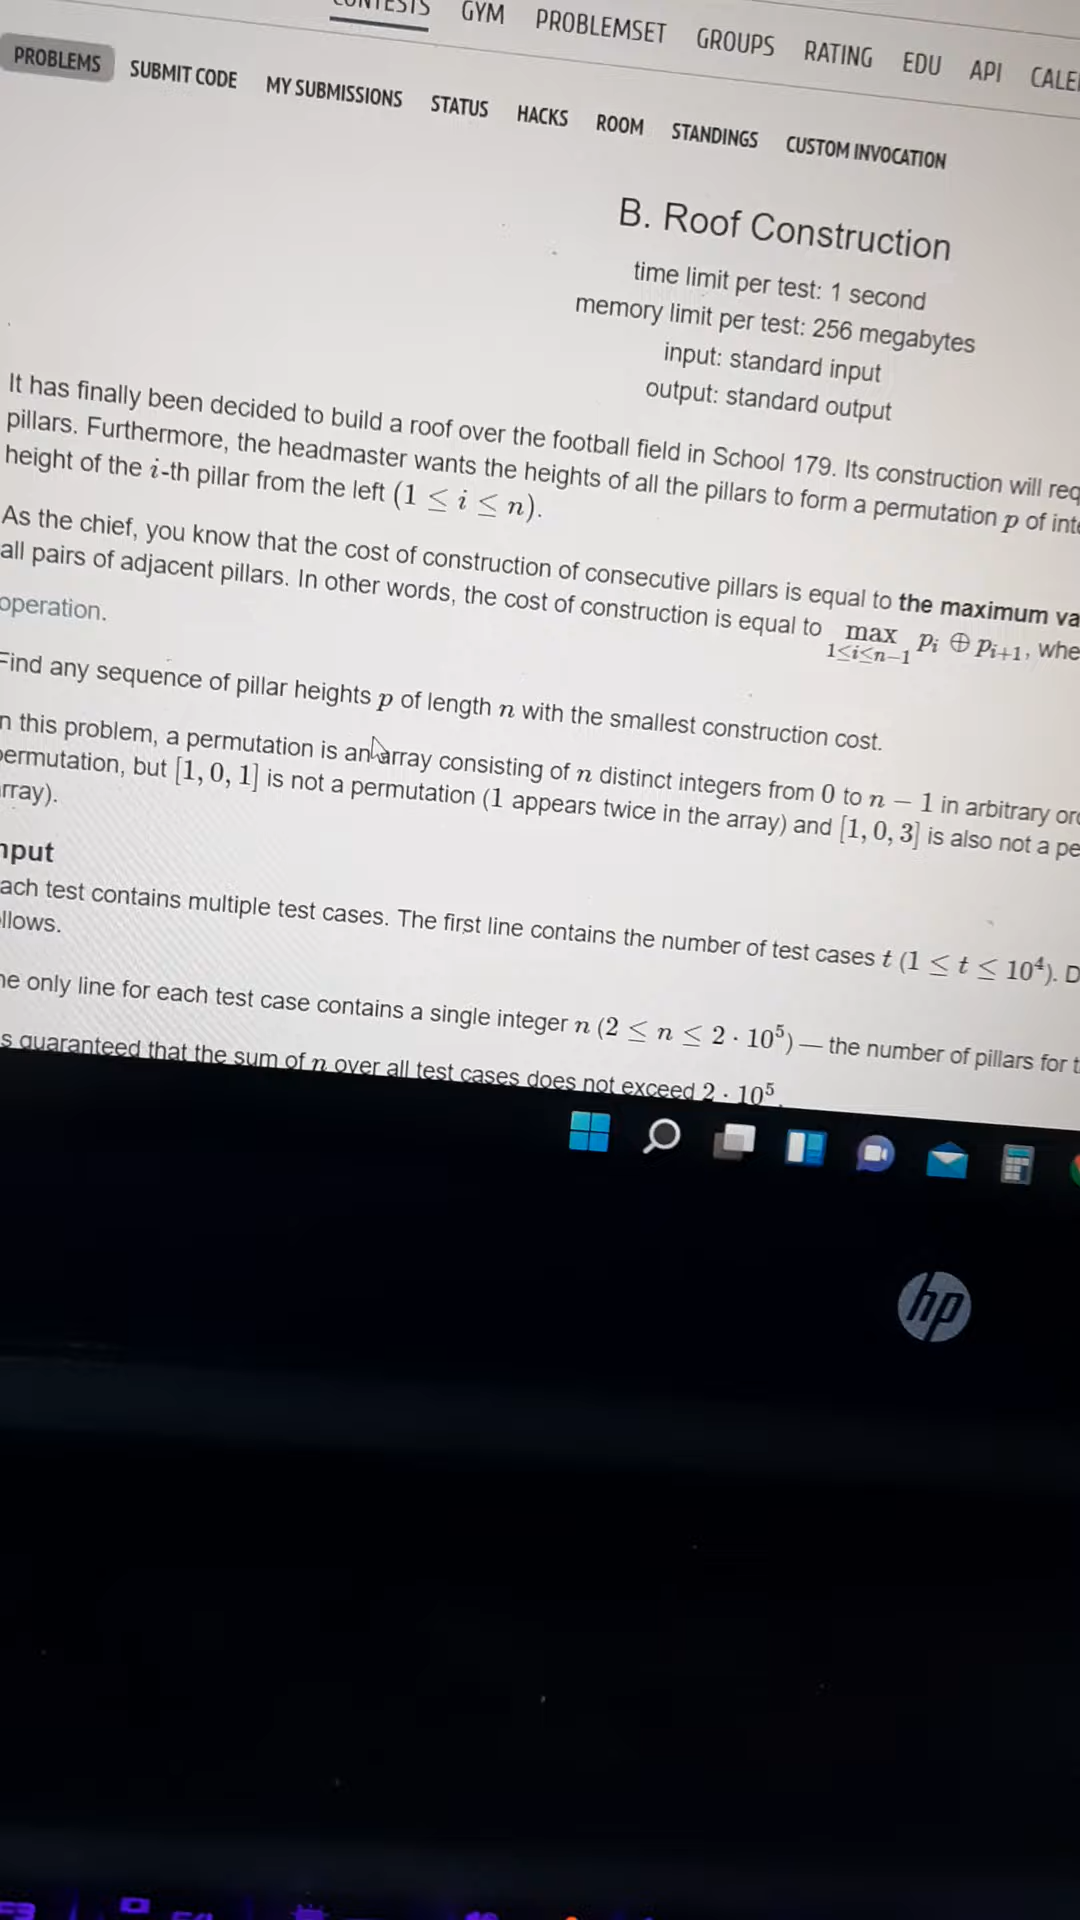 GYM PROBLEMSET GROUPS RATING EDU API
PROBLEMS SUBMIT CODE MY SUBMISSIONS STATUS HACKS ROOM STANDINGS CUSTOM INVOCATION
B. Roof Construction
time limit per test: 1 second
memory limit per test: 256 megabytes
input: standard input
output: standard output
It has finally been decided to build a roof over the football field in School 179. Its construction will
pillars. Furthermore, the headmaster wants the heights of all the pillars to form a permutation p of
height of the i-th pillar from the left (1 ≤ i ≤ n).
As the chief, you know that the cost of construction of consecutive pillars is equal to the maximum
all pairs of adjacent pillars. In other words, the cost of construction is equal to max 1≤i≤n−1 pi ⊕ pi+1,
operation.
Find any sequence of pillar heights p of length n with the smallest construction cost.
n this problem, a permutation is an array consisting of n distinct integers from 0 to n − 1 in arbitrary
ermutation, but [1, 0, 1] is not a permutation (1 appears twice in the array) and [1, 0, 3] is also not a
rray).
nput
ach test contains multiple test cases. The first line contains the number of test cases t (1 ≤ t ≤ 10⁴).
llows.
he only line for each test case contains a single integer n (2 ≤ n ≤ 2 · 10⁵) — the number of pillars for
s guaranteed that the sum of n over all test cases does not exceed 2 · 10⁵.
hp